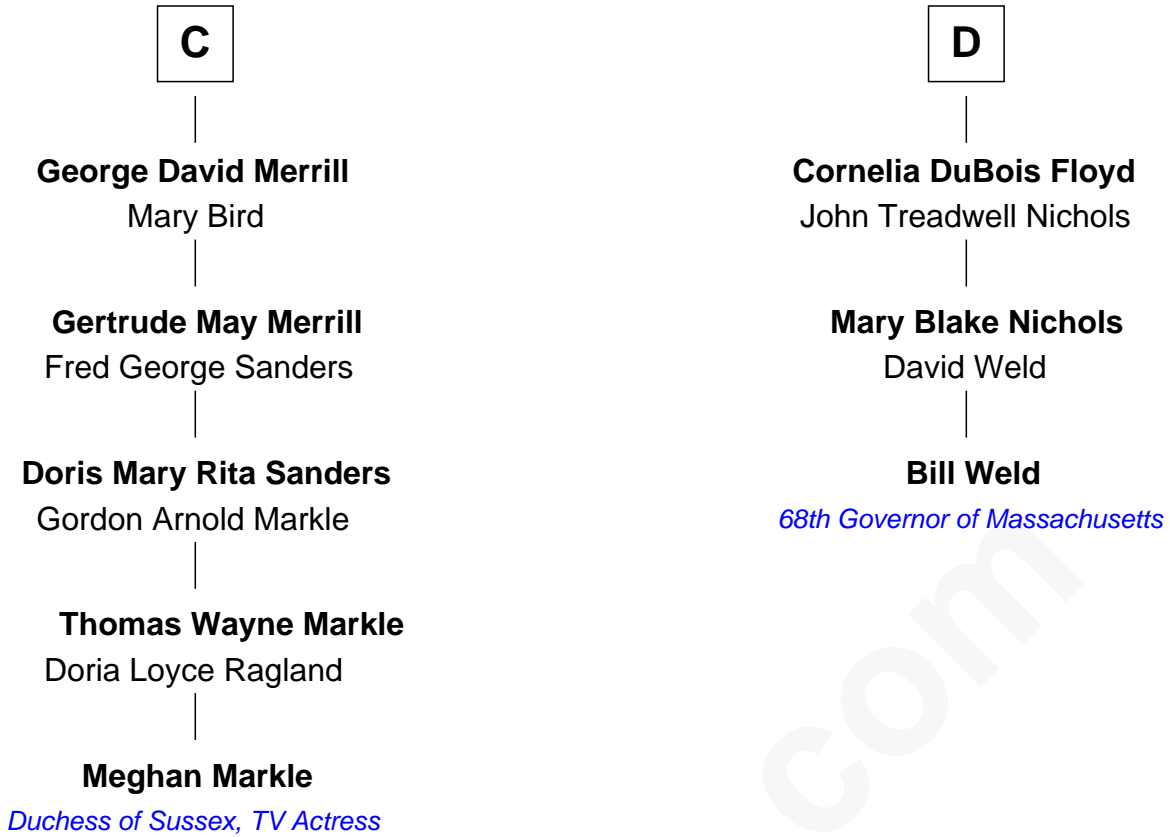 C
George David Merrill
Mary Bird
Gertrude May Merrill
Fred George Sanders
Doris Mary Rita Sanders
Gordon Arnold Markle
Thomas Wayne Markle
Doria Loyce Ragland
Meghan Markle
Duchess of Sussex, TV Actress
D
Cornelia DuBois Floyd
John Treadwell Nichols
Mary Blake Nichols
David Weld
Bill Weld
68th Governor of Massachusetts
com